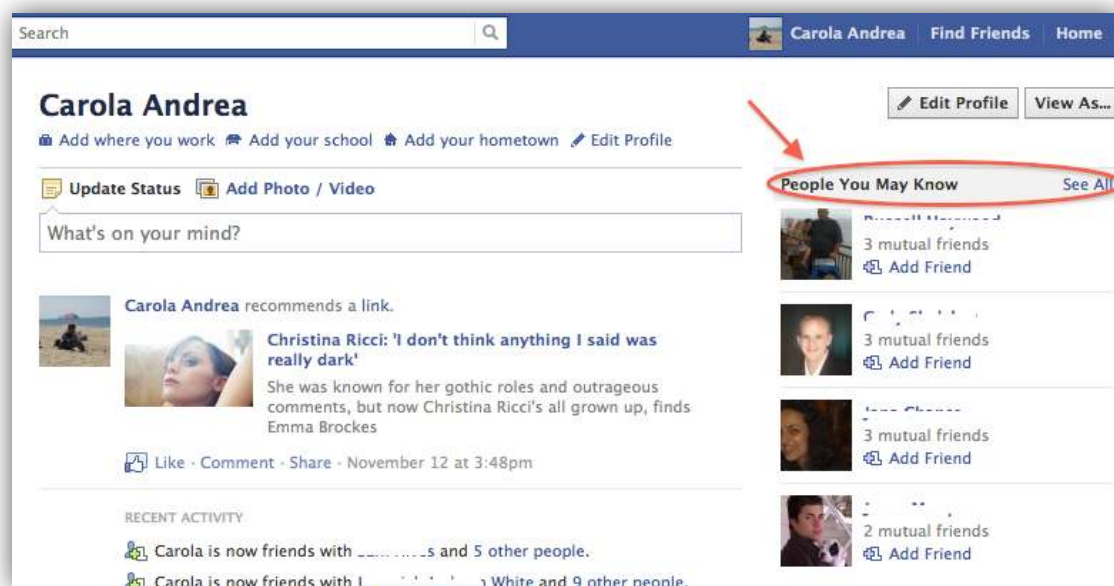 Search
Carola Andrea Find Friends Home
Carola Andrea
Edit Profile View As...
Add where you work Add your school Add your hometown Edit Profile
Update Status Add Photo / Video
What's on your mind?
Carola Andrea recommends a link.
Christina Ricci: 'I don't think anything I said was
really dark'
She was known for her gothic roles and outrageous
comments, but now Christina Ricci's all grown up, finds
Emma Brockes
Like · Comment · Share · November 12 at 3:48pm
RECENT ACTIVITY
Carola is now friends with s and 5 other people.
Carola is now friends with White and 9 other people.
People You May Know See All
3 mutual friends
Add Friend
3 mutual friends
Add Friend
3 mutual friends
Add Friend
2 mutual friends
Add Friend